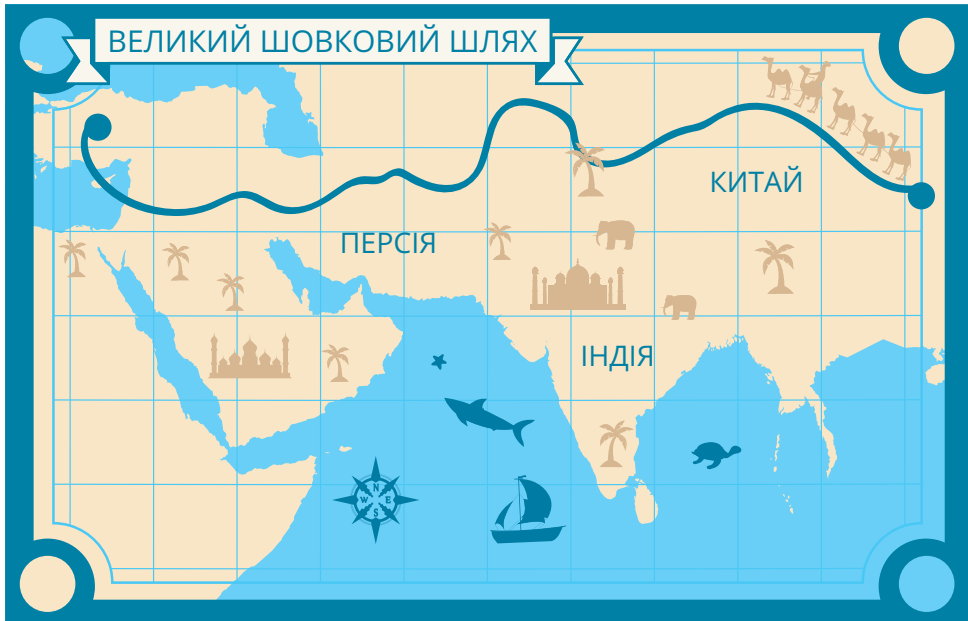 ВЕЛИКИЙ ШОВКОВИЙ ШЛЯХ
КИТАЙ
ПЕРСІЯ
ІНДІЯ
N
W E
S